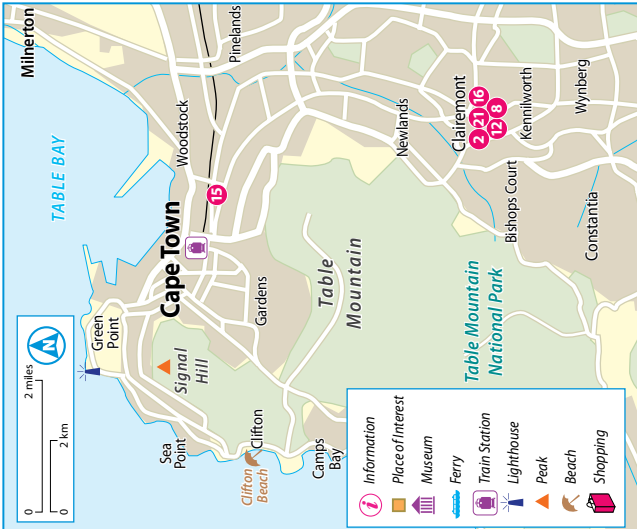 Milnerton
TABLE BAY
Pinelands
Woodstock
15
Cape Town
Green
Point
Signal
Hill
Sea
Point
Clifton
Beach
Clifton
Camps
Bay
Gardens
Table
Mountain
Table Mountain
National Park
Newlands
Clairemont
2
21
16
12
8
Kennilworth
Wynberg
Bishops Court
Constantia
N
0
2 miles
0
2 km
i
Information
Place of Interest
Museum
Ferry
Train Station
Lighthouse
Peak
Beach
Shopping